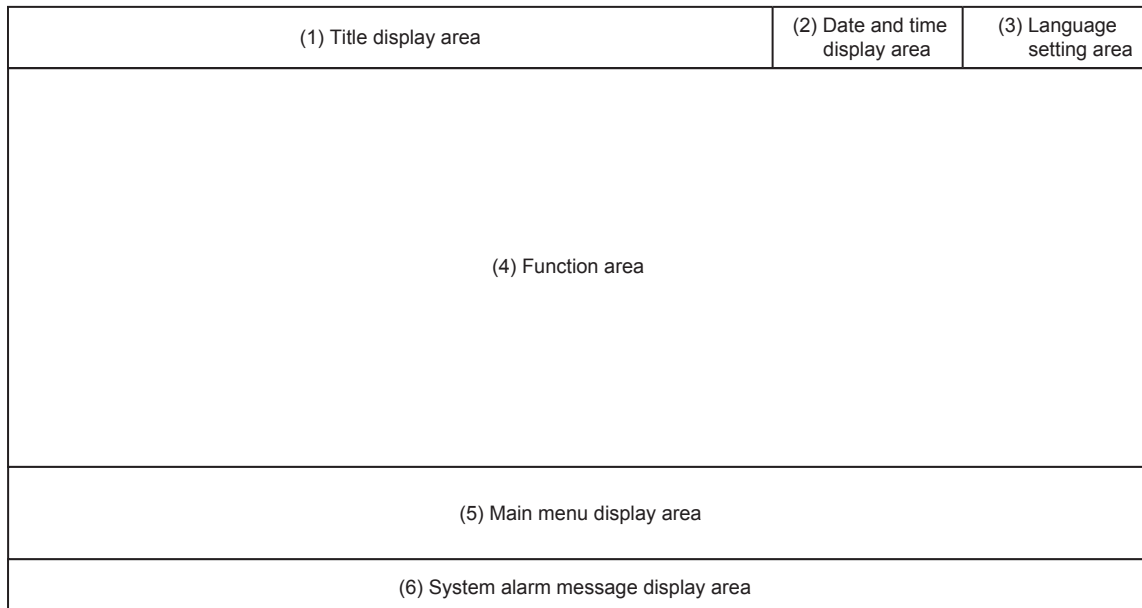 (1) Title display area
(2) Date and time
display area
(3) Language
setting area
(4) Function area
(5) Main menu display area
(6) System alarm message display area